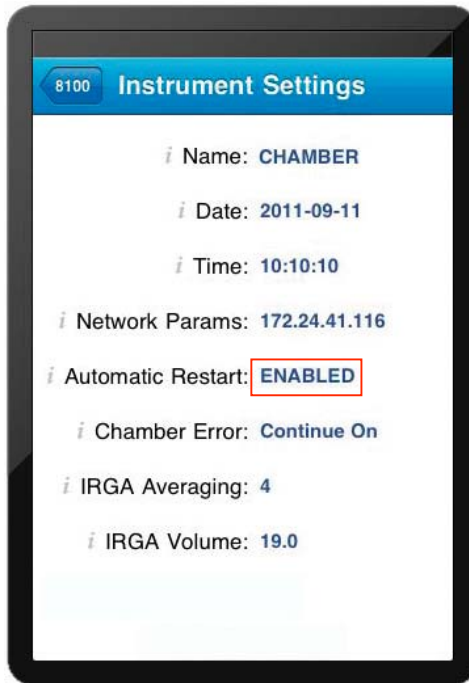 8100 Instrument Settings
i Name: CHAMBER
i Date: 2011-09-11
i Time: 10:10:10
i Network Params: 172.24.41.116
i Automatic Restart: ENABLED
i Chamber Error: Continue On
i IRGA Averaging: 4
i IRGA Volume: 19.0